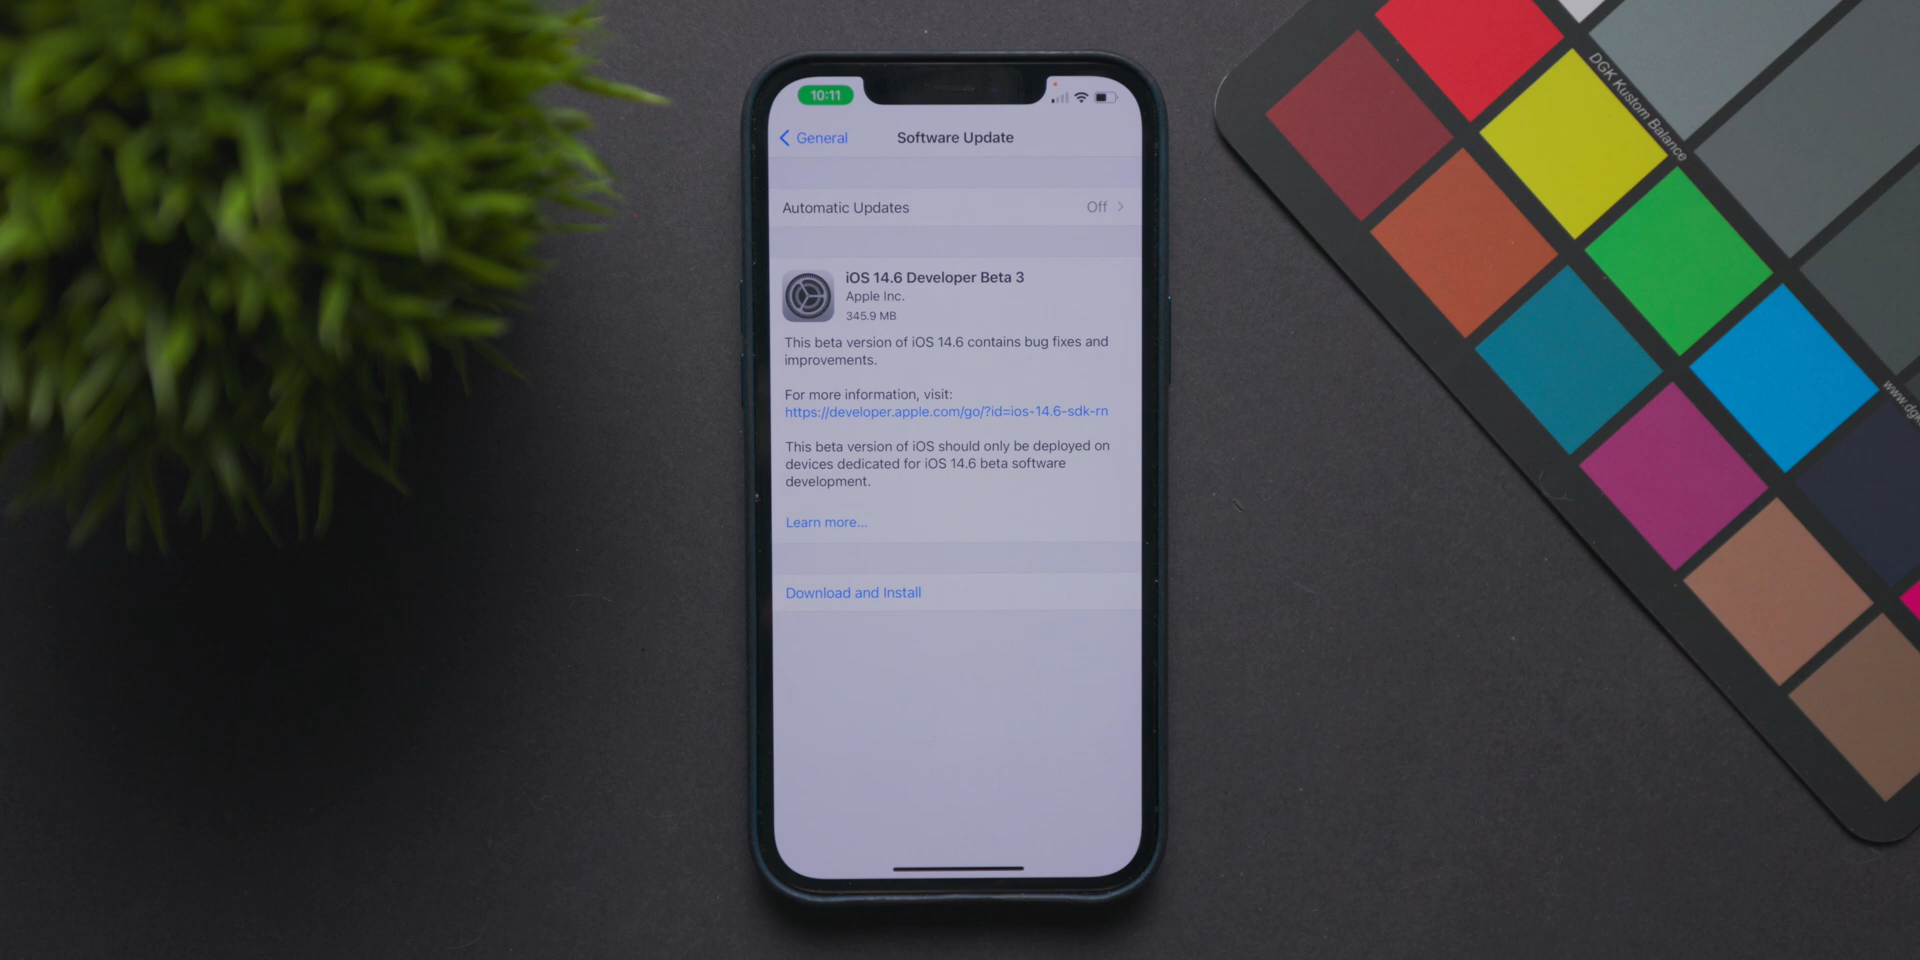 10:11
General
Software Update
Automatic Updates
Off
iOS 14.6 Developer Beta 3
Apple Inc.
345.9 MB
This beta version of iOS 14.6 contains bug fixes and
improvements.
For more information, visit:
https://developer.apple.com/go/?id=ios-14.6-sdk-rn
This beta version of iOS should only be deployed on
devices dedicated for iOS 14.6 beta software
development.
Learn more...
Download and Install
DGK Kustom Balance